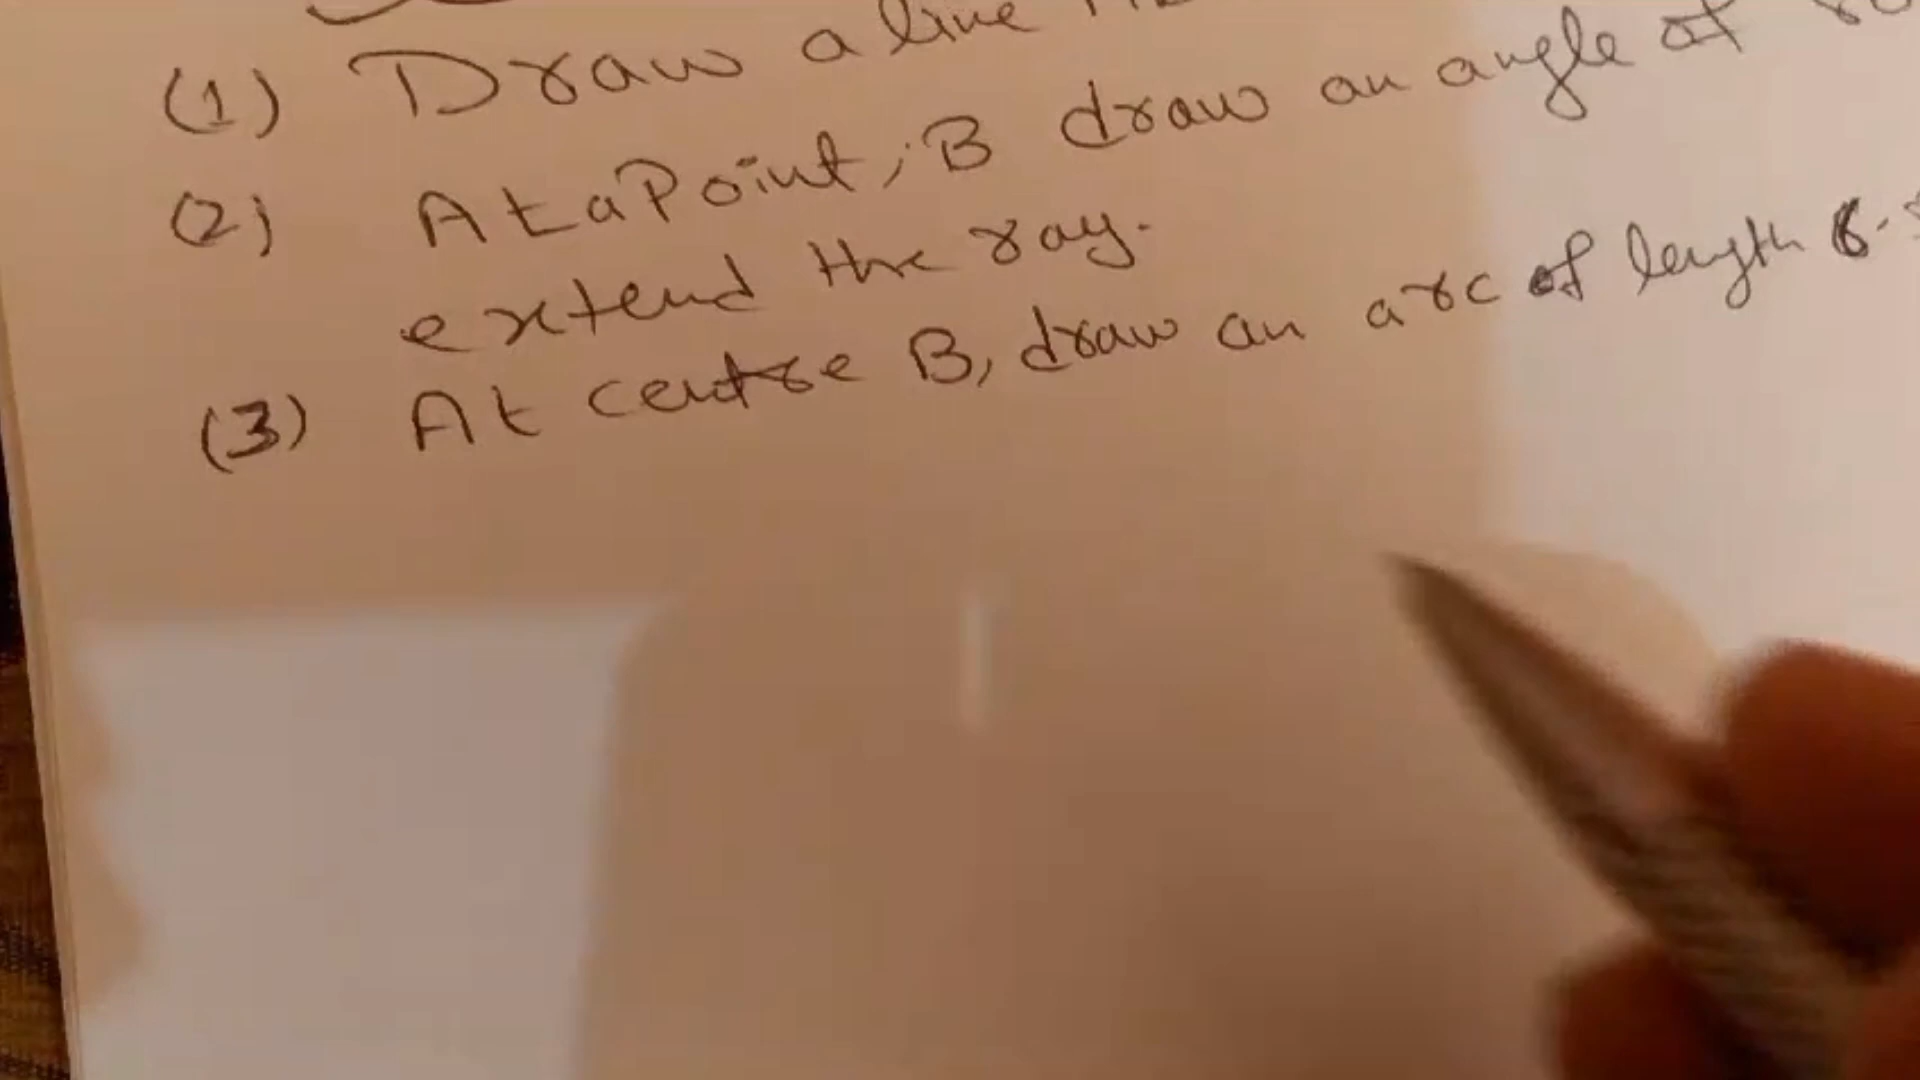 (1) Draw a line
(2) At a Point, B draw an angle of
extend the ray.
(3) At centre B, draw an arc of length